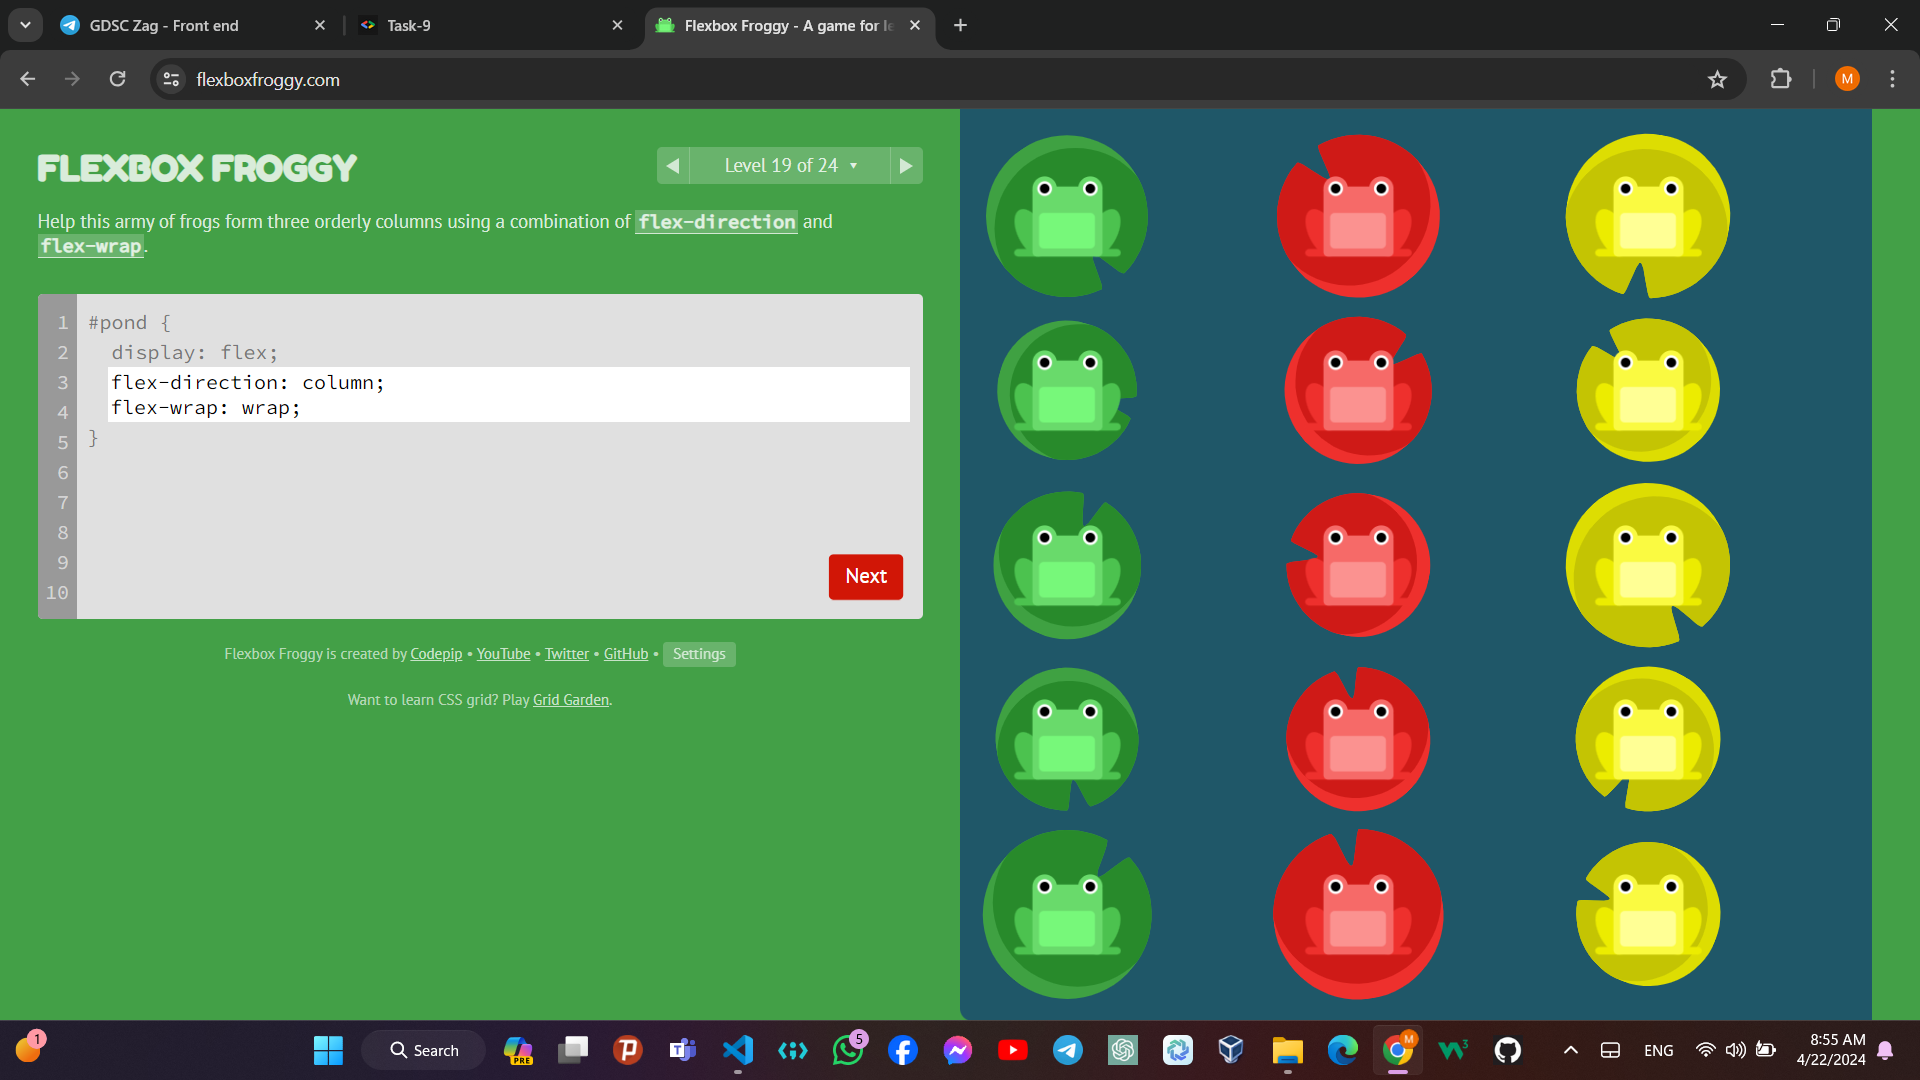 GDSC Zag - Front end
Task-9
Flexbox Froggy - A game for le
flexboxfroggy.com
M
FLEXBOX FROGGY
Level 19 of 24
Help this army of frogs form three orderly columns using a combination of flex-direction and
flex-wrap.
1 #pond {
2 display: flex;
3 flex-direction: column;
4 flex-wrap: wrap;
5 }
6
7
8
9
10
Next
Flexbox Froggy is created by Codepip • YouTube • Twitter • GitHub • Settings
Want to learn CSS grid? Play Grid Garden.
1
Search
PRE
5
M
ENG
8:55 AM
4/22/2024